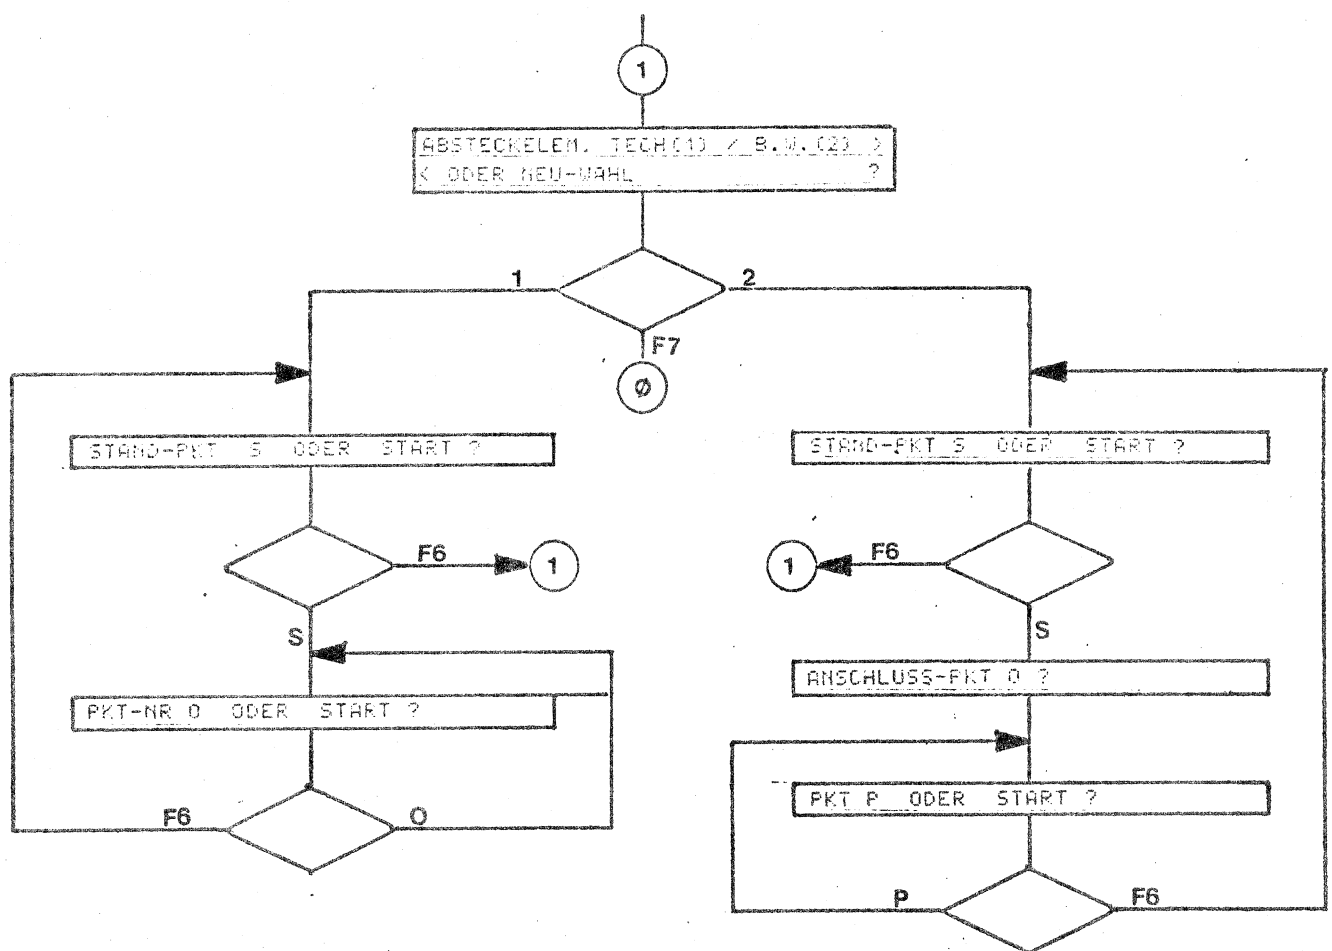 1
ABSTECKELEM. TECH(1) / B.W.(2) >
< ODER NEU-WAHL ?
1
2
F7
Ø
STAND-PKT S ODER START ?
STAND-PKT S ODER START ?
F6
1
1
F6
S
S
ANSCHLUSS-PKT O ?
PKT-NR O ODER START ?
PKT P ODER START ?
F6
O
P
F6